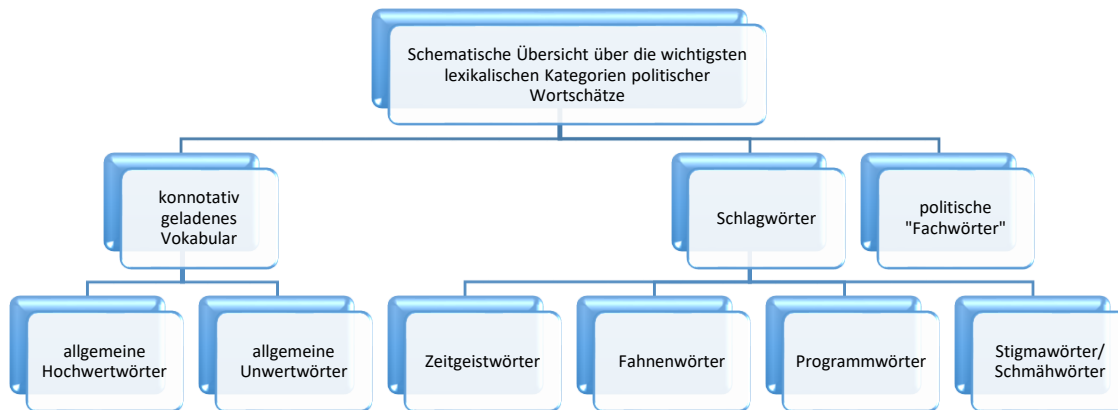 Schematische Übersicht über die wichtigsten
lexikalischen Kategorien politischer
Wortschätze
konnotativ
geladenes
Vokabular
Schlagwörter
politische
"Fachwörter"
allgemeine
Hochwertwörter
allgemeine
Unwertwörter
Zeitgeistwörter
Fahnenwörter
Programmwörter
Stigmawörter/
Schmähwörter